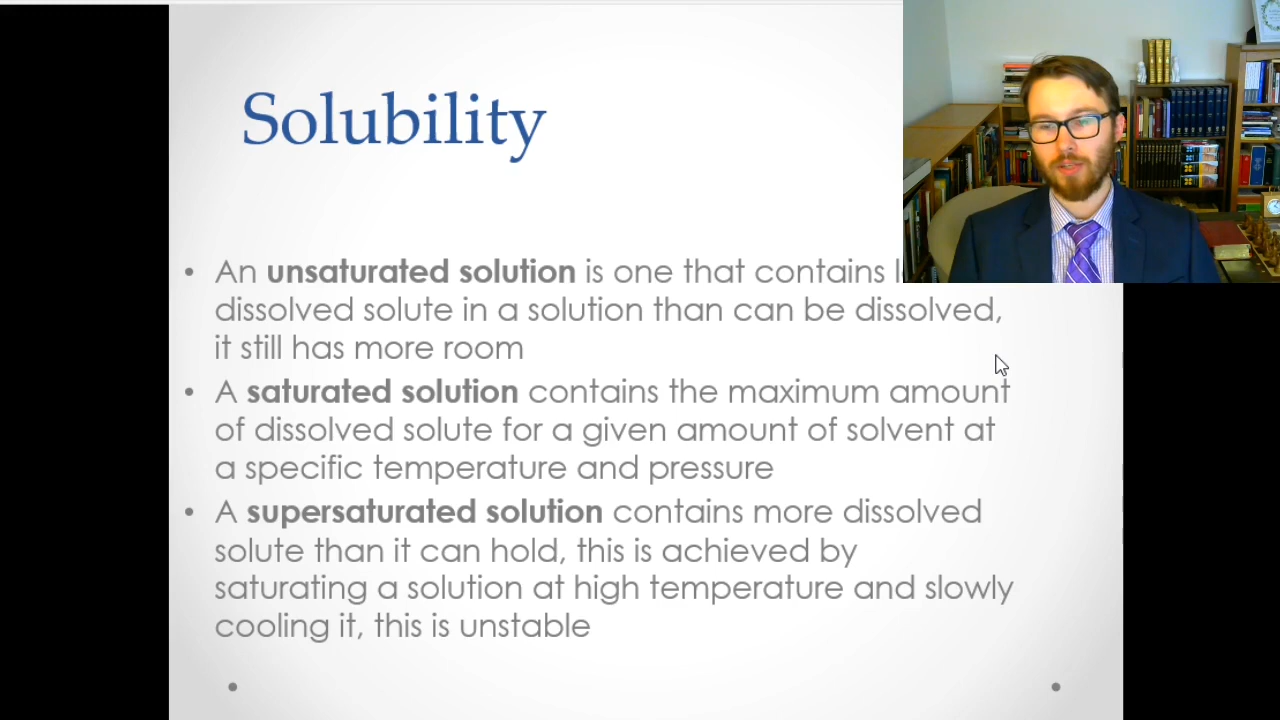 Solubility
• An unsaturated solution is one that contains
dissolved solute in a solution than can be dissolved,
it still has more room
• A saturated solution contains the maximum amount
of dissolved solute for a given amount of solvent at
a specific temperature and pressure
• A supersaturated solution contains more dissolved
solute than it can hold, this is achieved by
saturating a solution at high temperature and slowly
cooling it, this is unstable